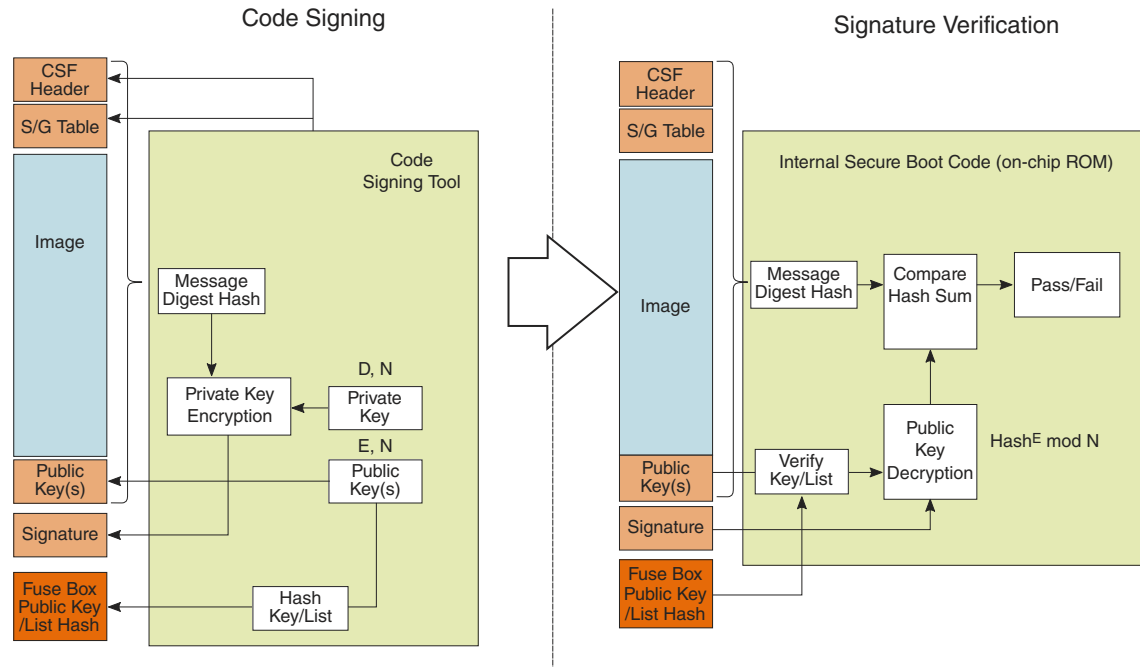 Code Signing
CSF
Header
S/G Table
Image
Public
Key(s)
Signature
Fuse Box
Public Key
/List Hash
Code
Signing Tool
Message
Digest Hash
Private Key
Encryption
D, N
Private
Key
E, N
Public
Key(s)
Hash
Key/List
Signature Verification
CSF
Header
S/G Table
Image
Public
Key(s)
Signature
Fuse Box
Public Key
/List Hash
Internal Secure Boot Code (on-chip ROM)
Message
Digest Hash
Compare
Hash Sum
Pass/Fail
Verify
Key/List
Public
Key
Decryption
Hash^E mod N